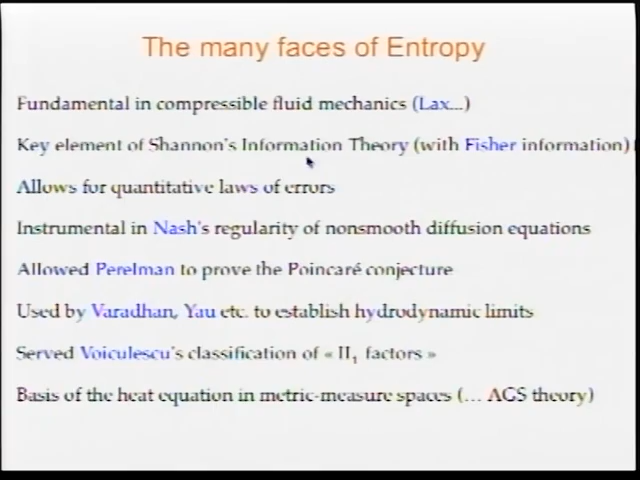 The many faces of Entropy
Fundamental in compressible fluid mechanics (Lax...)
Key element of Shannon's Information Theory (with Fisher information)
Allows for quantitative laws of errors
Instrumental in Nash's regularity of nonsmooth diffusion equations
Allowed Perelman to prove the Poincaré conjecture
Used by Varadhan, Yau etc. to establish hydrodynamic limits
Served Voiculescu's classification of « II₁ factors »
Basis of the heat equation in metric-measure spaces (... AGS theory)